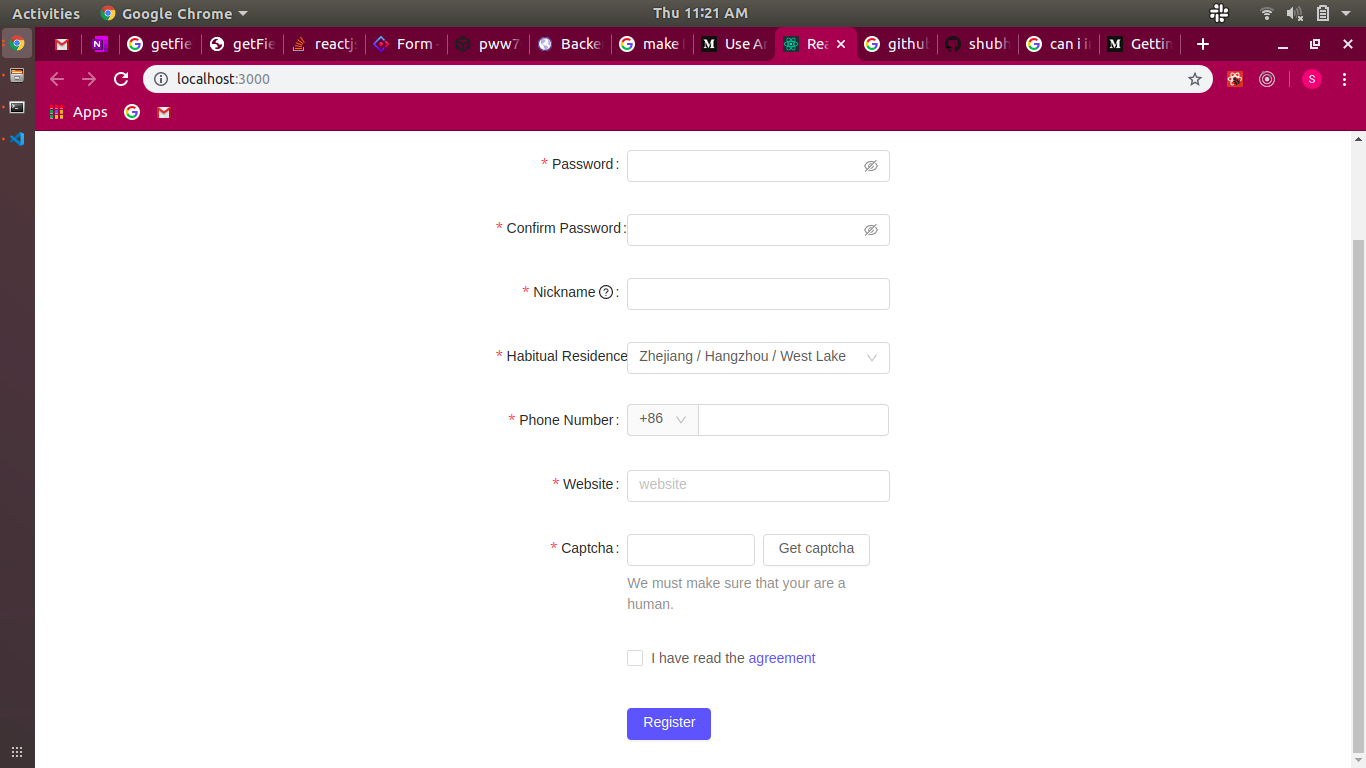 Activities Google Chrome Thu 11:21 AM
getfie getFie reactj Form pww7 Backe make Use Ar Rea github shubh can i i Gettin
localhost:3000 S
Apps
* Password :
* Confirm Password :
* Nickname ? :
* Habitual Residence Zhejiang / Hangzhou / West Lake
* Phone Number : +86
* Website : website
* Captcha : Get captcha
We must make sure that your are a
human.
I have read the agreement
Register